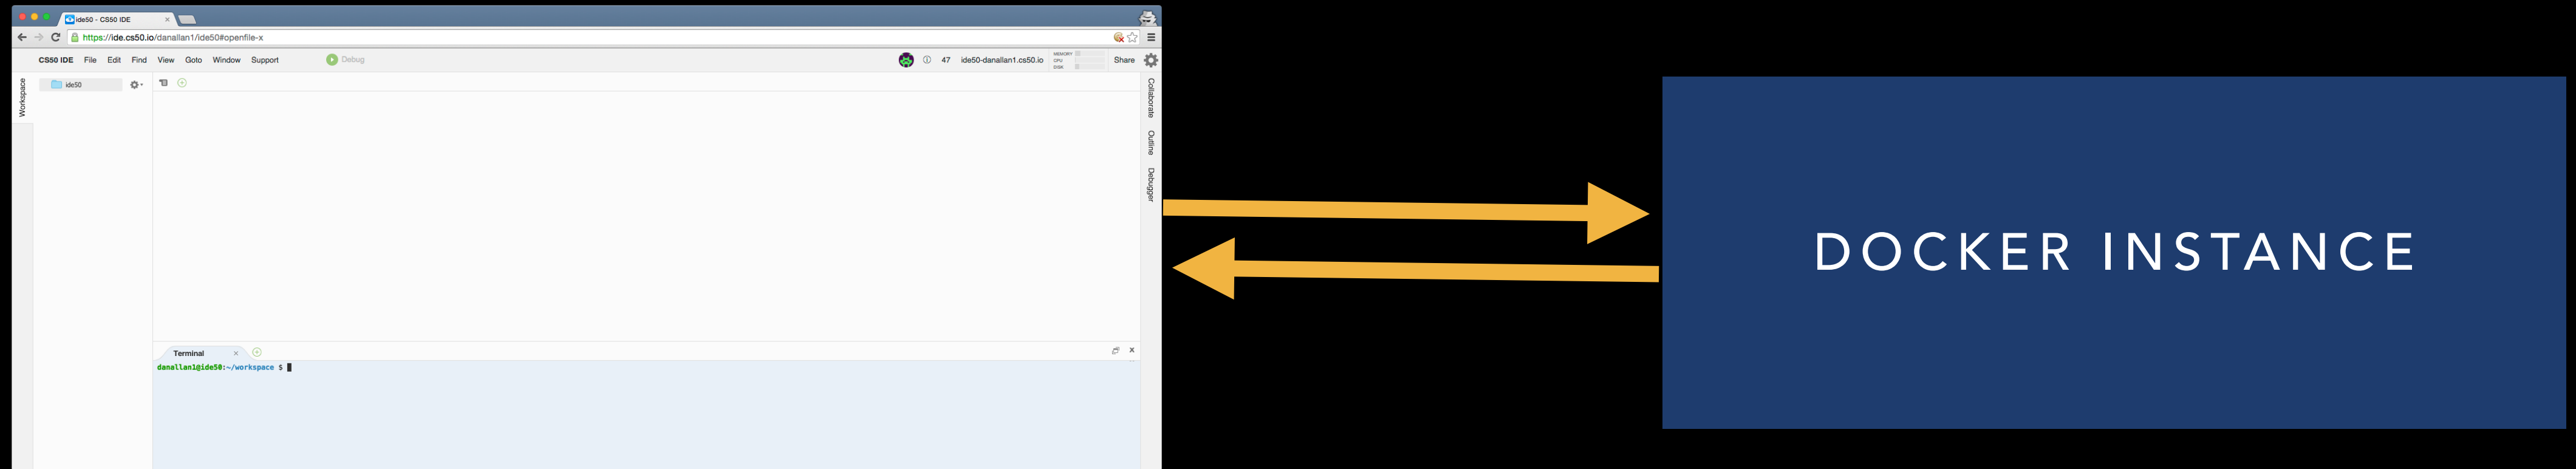 ide50 - CS50 IDE
https://ide.cs50.io/danallan1/ide50#openfile-x
CS50 IDE File Edit Find View Goto Window Support Debug 47 ide50-danallan1.cs50.io Share
MEMORY
CPU
DISK
Workspace
ide50
Collaborate
Outline
Debugger
Terminal
danallan1@ide50:~/workspace $
DOCKER INSTANCE